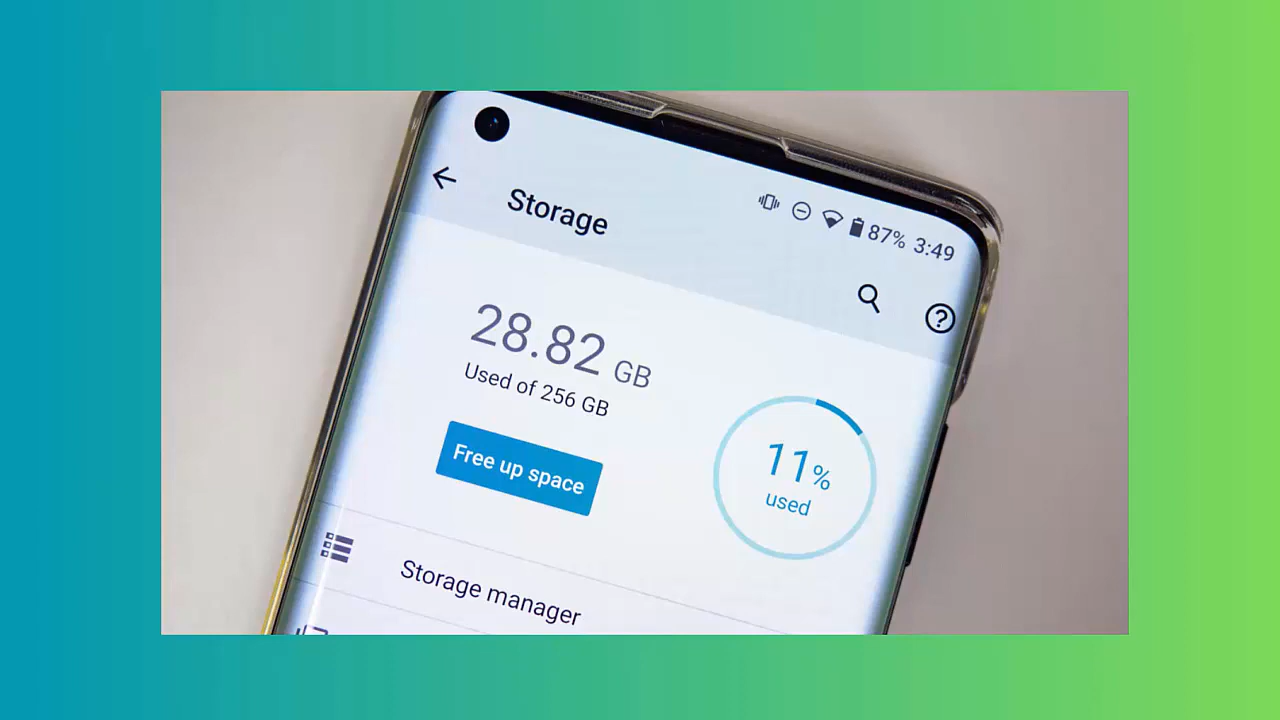 87% 3:49
Storage
28.82 GB
Used of 256 GB
Free up space
11%
used
Storage manager